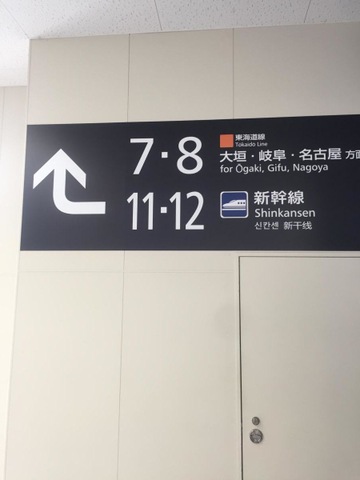 7・8
東海道線
Tokaido Line
大垣・岐阜・名古屋 方面
for Ōgaki, Gifu, Nagoya
11・12
新幹線
Shinkansen
신칸센 新干线